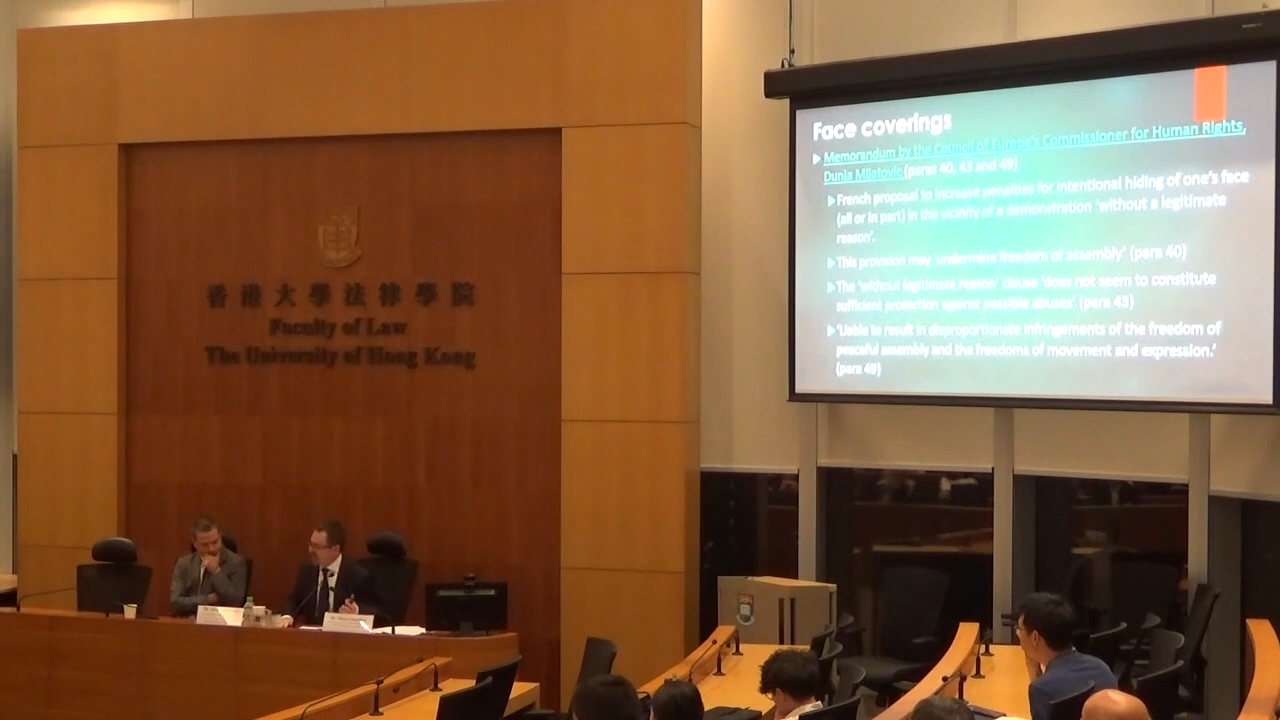 香港大學法律學院
Faculty of Law
The University of Hong Kong
Face coverings
Memorandum by the Council of Europe's Commissioner for Human Rights,
Dunja Mijatovic (paras 40, 43 and 49)
French proposal to increase penalties for intentional hiding of one's face
(all or in part) in the vicinity of a demonstration 'without a legitimate
reason'.
This provision may 'undermine freedom of assembly' (para 40)
The 'without legitimate reason' clause 'does not seem to constitute
sufficient protection against possible abuses' (para 43)
'Liable to result in disproportionate infringements of the freedom of
peaceful assembly and the freedoms of movement and expression.'
(para 49)